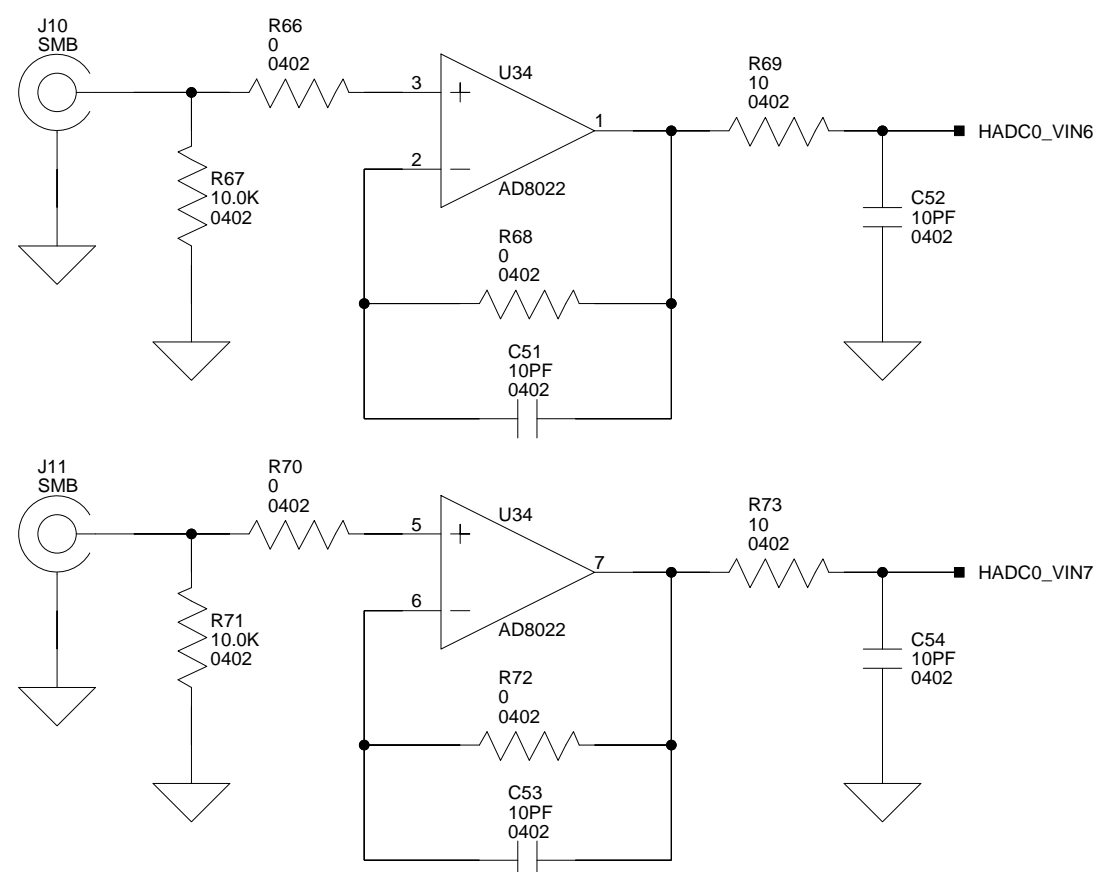 J10
SMB
R66
0
0402
3
+
U34
1
R69
10
0402
HADC0_VIN6
2
−
AD8022
R67
10.0K
0402
R68
0
0402
C52
10PF
0402
C51
10PF
0402
J11
SMB
R70
0
0402
5
+
U34
7
R73
10
0402
HADC0_VIN7
6
−
AD8022
R71
10.0K
0402
R72
0
0402
C54
10PF
0402
C53
10PF
0402